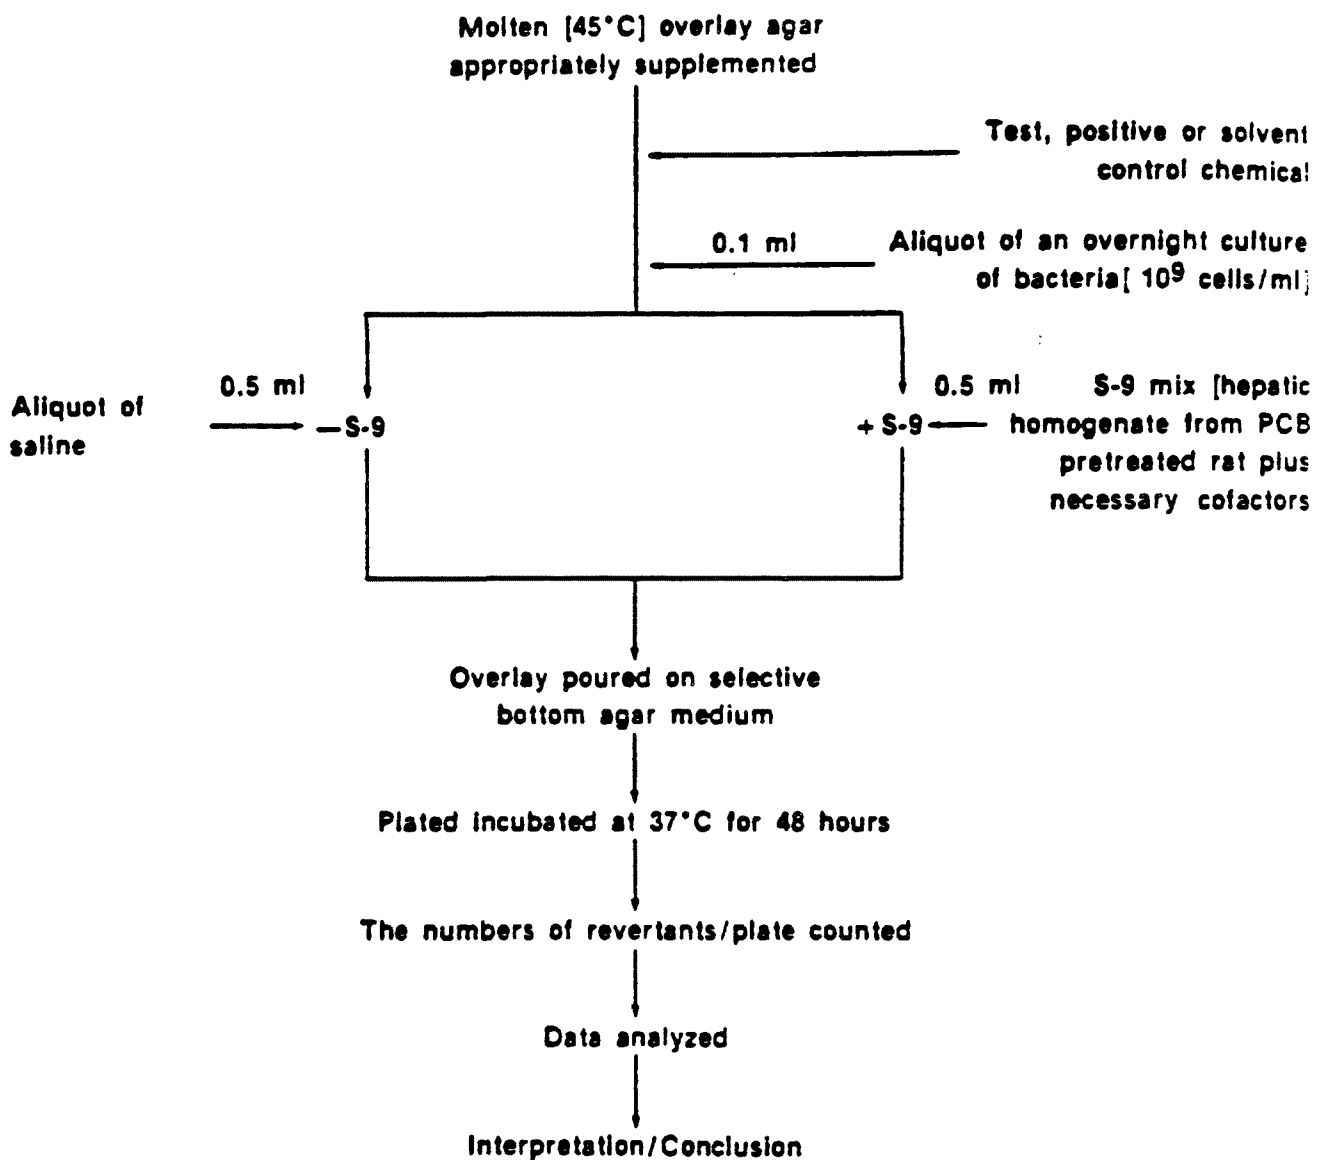 Molten [45°C] overlay agar
appropriately supplemented
Test, positive or solvent
control chemical
0.1 ml
Aliquot of an overnight culture
of bacteria[ 10⁹ cells/ml]
Aliquot of
saline
0.5 ml
—S-9
+ S-9
0.5 ml
S-9 mix [hepatic
homogenate from PCB
pretreated rat plus
necessary cofactors
Overlay poured on selective
bottom agar medium
Plated incubated at 37°C for 48 hours
The numbers of revertants/plate counted
Data analyzed
Interpretation/Conclusion